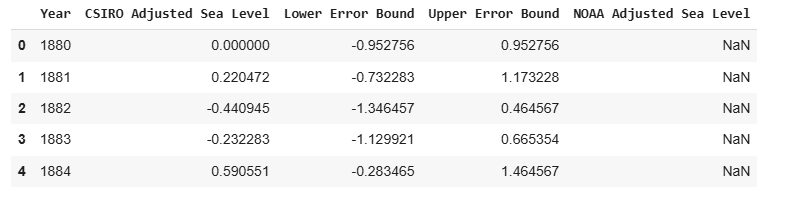 Year CSIRO Adjusted Sea Level Lower Error Bound Upper Error Bound NOAA Adjusted Sea Level
0 1880 0.000000 -0.952756 0.952756 NaN
1 1881 0.220472 -0.732283 1.173228 NaN
2 1882 -0.440945 -1.346457 0.464567 NaN
3 1883 -0.232283 -1.129921 0.665354 NaN
4 1884 0.590551 -0.283465 1.464567 NaN